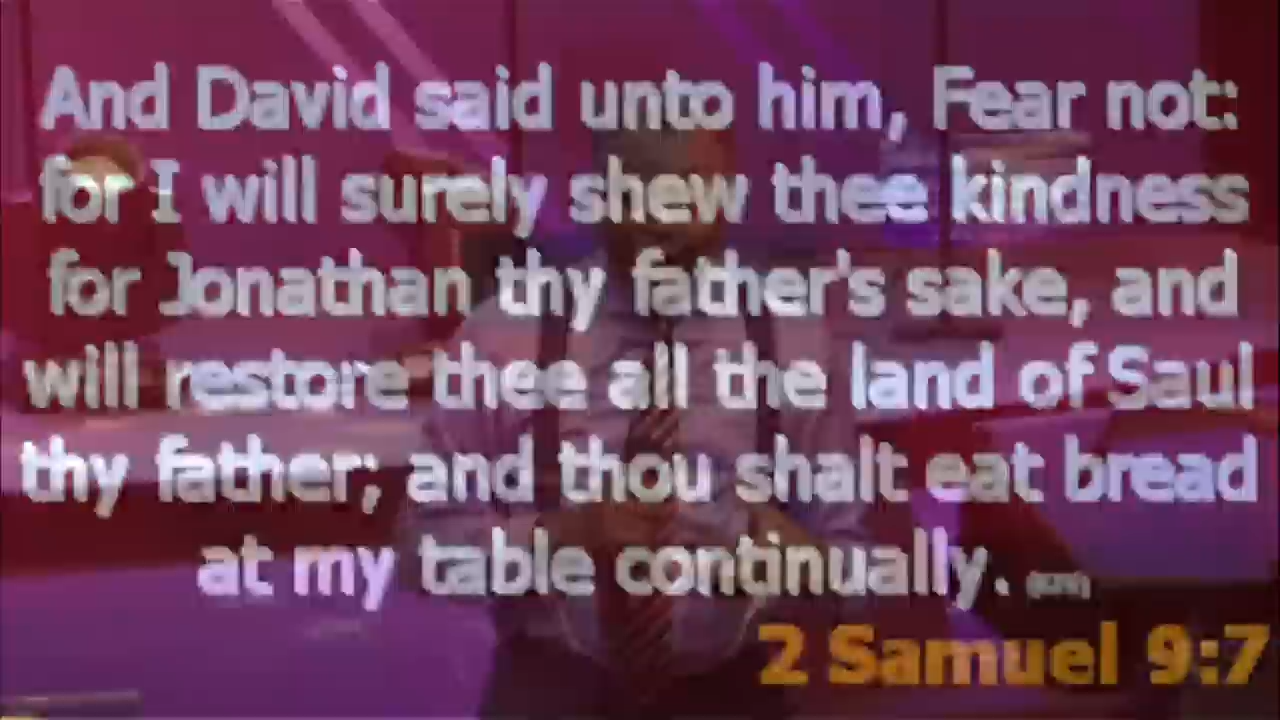 And David said unto him, Fear not:
for I will surely shew thee kindness
for Jonathan thy father's sake, and
will restore thee all the land of Saul
thy father; and thou shalt eat bread
at my table continually. (KJV)
2 Samuel 9:7